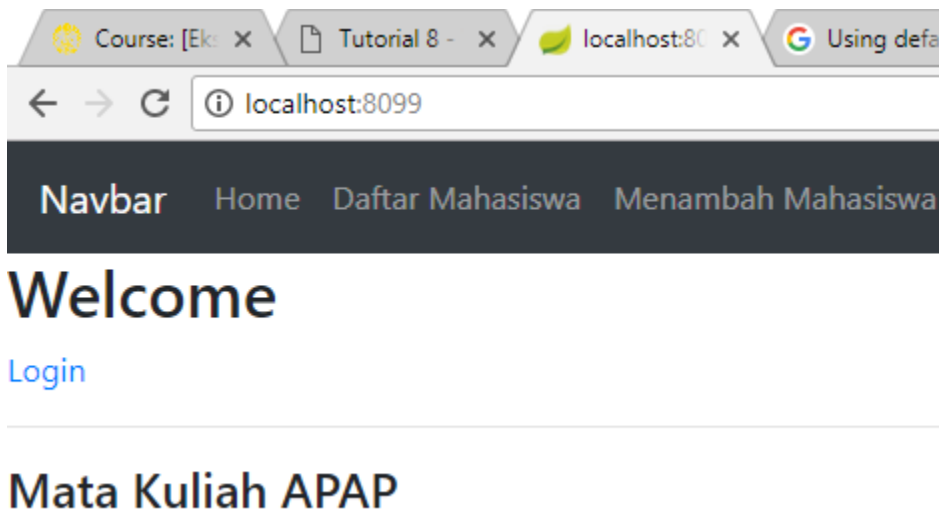 Course: [Eks Tutorial 8 - localhost:80 Using defa
localhost:8099
Navbar Home Daftar Mahasiswa Menambah Mahasiswa
Welcome
Login
Mata Kuliah APAP